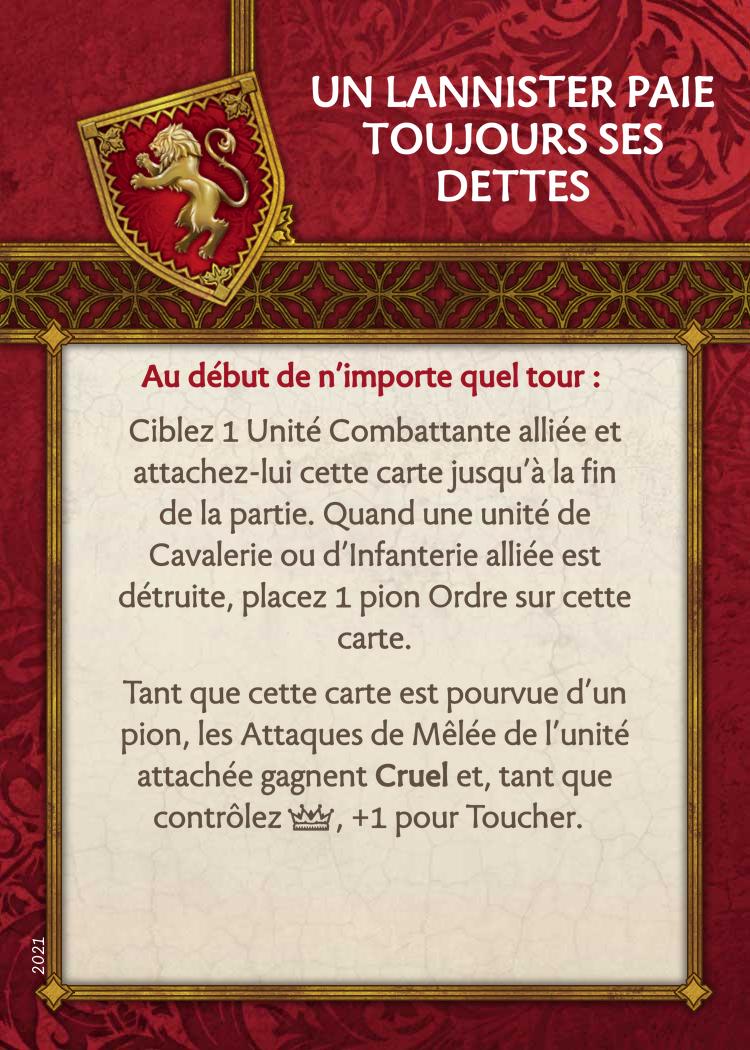 UN LANNISTER PAIE
TOUJOURS SES
DETTES
Au début de n’importe quel tour :
Ciblez 1 Unité Combattante alliée et
attachez-lui cette carte jusqu’à la fin
de la partie. Quand une unité de
Cavalerie ou d’Infanterie alliée est
détruite, placez 1 pion Ordre sur cette
carte.
Tant que cette carte est pourvue d’un
pion, les Attaques de Mêlée de l’unité
attachée gagnent Cruel et, tant que
contrôlez , +1 pour Toucher.
2021